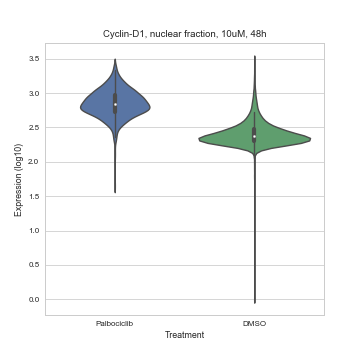 Cyclin-D1, nuclear fraction, 10uM, 48h
3.5
3.0
2.5
2.0
1.5
1.0
0.5
0.0
Expression (log10)
Palbociclib
DMSO
Treatment